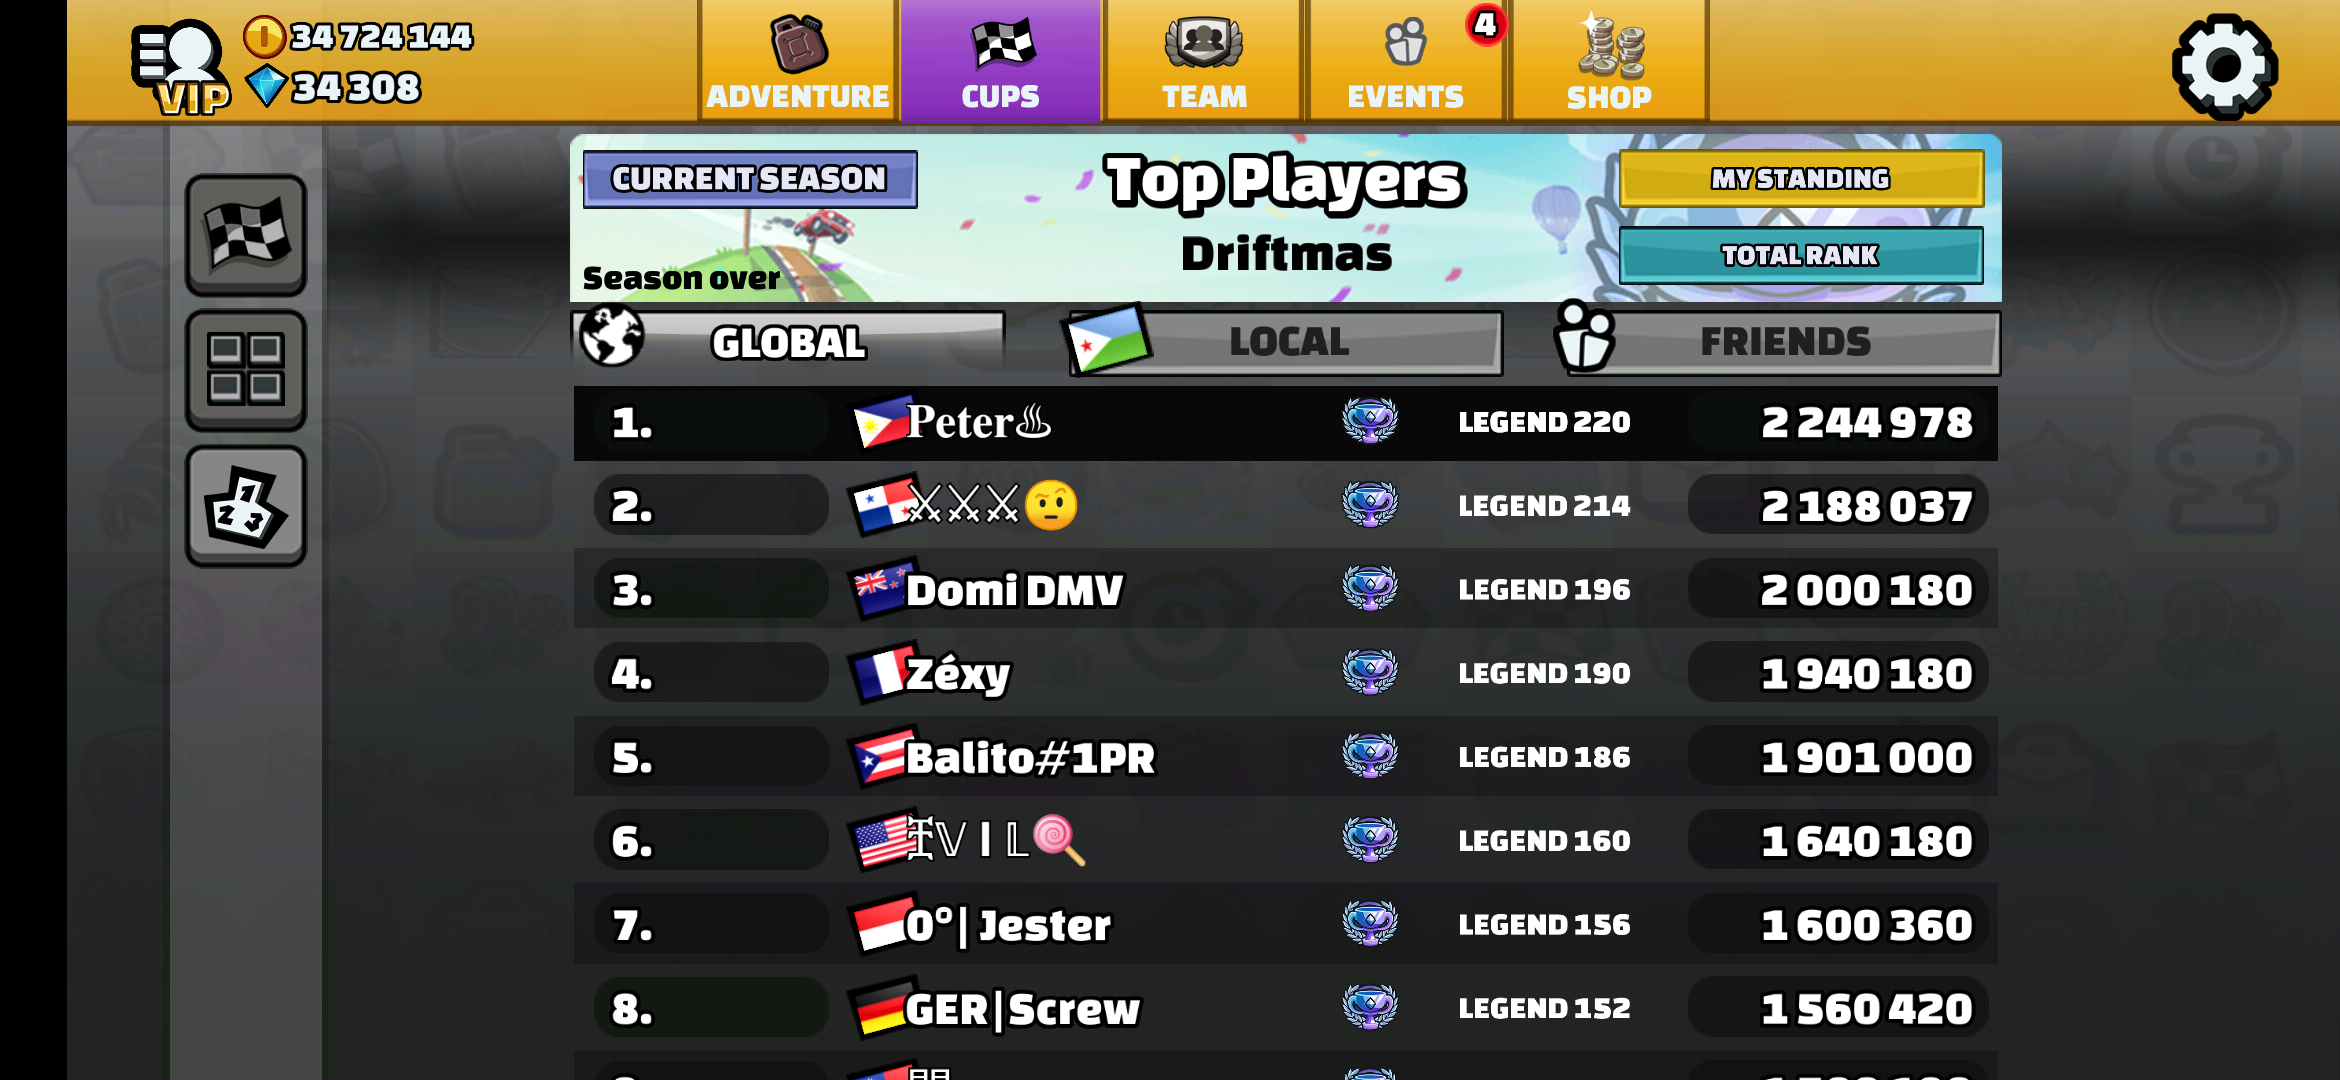 VIP
34 724 144
34 308
ADVENTURE
CUPS
TEAM
4
EVENTS
SHOP
CURRENT SEASON
Top Players
MY STANDING
Driftmas
TOTAL RANK
Season over
GLOBAL
LOCAL
FRIENDS
1. Peter♨ LEGEND 220 2 244 978
2. ⚔⚔⚔🤨 LEGEND 214 2 188 037
3. Domi DMV LEGEND 196 2 000 180
4. Zéxy LEGEND 190 1 940 180
5. Balito#1PR LEGEND 186 1 901 000
6. LEGEND 160 1 640 180
7. 0°| Jester LEGEND 156 1 600 360
8. GER|Screw LEGEND 152 1 560 420